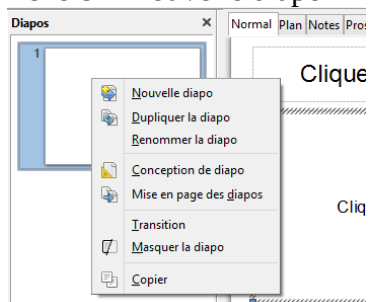 Diapos × Normal Plan Notes Pros
1
Clique
Nouvelle diapo
Dupliquer la diapo
Renommer la diapo
Conception de diapo
Mise en page des diapos
Cliq
Transition
Masquer la diapo
Copier